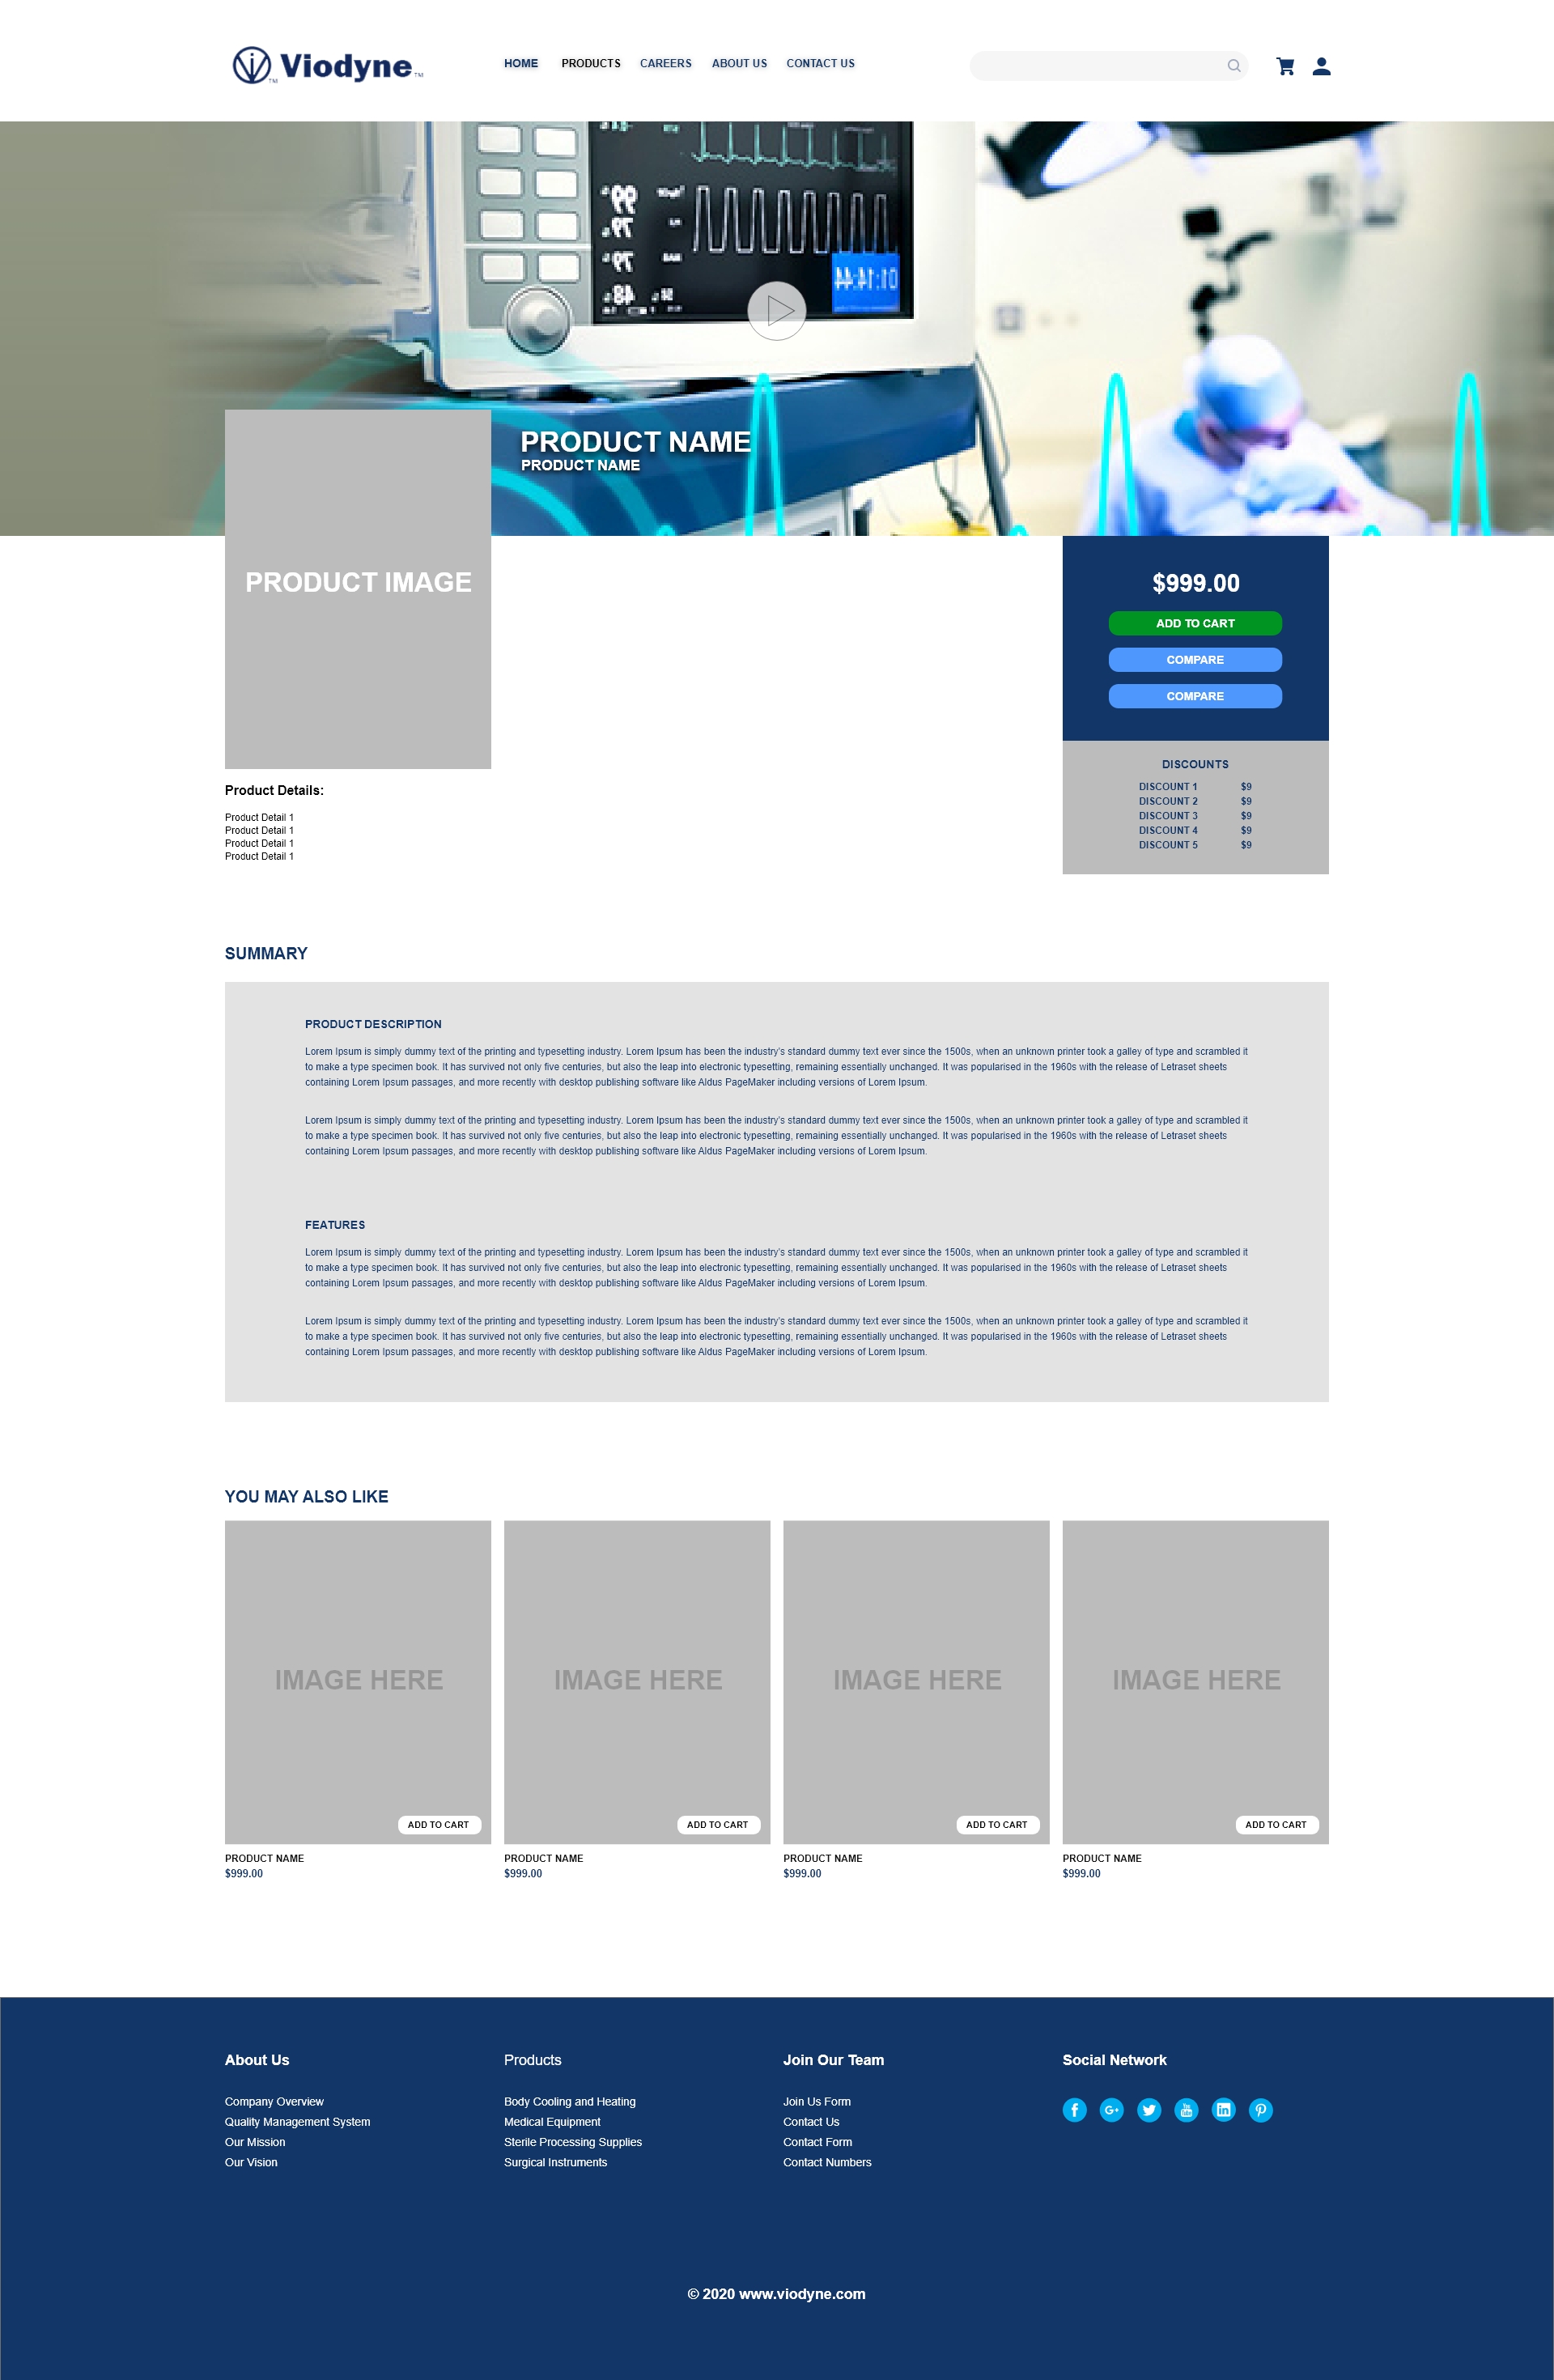 Viodyne™
HOME PRODUCTS CAREERS ABOUT US CONTACT US
PRODUCT NAME
PRODUCT NAME
PRODUCT IMAGE
$999.00
ADD TO CART
COMPARE
COMPARE
DISCOUNTS
DISCOUNT 1 $9
DISCOUNT 2 $9
DISCOUNT 3 $9
DISCOUNT 4 $9
DISCOUNT 5 $9
Product Details:
Product Detail 1
Product Detail 1
Product Detail 1
Product Detail 1
SUMMARY
PRODUCT DESCRIPTION
Lorem Ipsum is simply dummy text of the printing and typesetting industry. Lorem Ipsum has been the industry's standard dummy text ever since the 1500s, when an unknown printer took a galley of type and scrambled it
to make a type specimen book. It has survived not only five centuries, but also the leap into electronic typesetting, remaining essentially unchanged. It was popularised in the 1960s with the release of Letraset sheets
containing Lorem Ipsum passages, and more recently with desktop publishing software like Aldus PageMaker including versions of Lorem Ipsum.
Lorem Ipsum is simply dummy text of the printing and typesetting industry. Lorem Ipsum has been the industry's standard dummy text ever since the 1500s, when an unknown printer took a galley of type and scrambled it
to make a type specimen book. It has survived not only five centuries, but also the leap into electronic typesetting, remaining essentially unchanged. It was popularised in the 1960s with the release of Letraset sheets
containing Lorem Ipsum passages, and more recently with desktop publishing software like Aldus PageMaker including versions of Lorem Ipsum.
FEATURES
Lorem Ipsum is simply dummy text of the printing and typesetting industry. Lorem Ipsum has been the industry's standard dummy text ever since the 1500s, when an unknown printer took a galley of type and scrambled it
to make a type specimen book. It has survived not only five centuries, but also the leap into electronic typesetting, remaining essentially unchanged. It was popularised in the 1960s with the release of Letraset sheets
containing Lorem Ipsum passages, and more recently with desktop publishing software like Aldus PageMaker including versions of Lorem Ipsum.
Lorem Ipsum is simply dummy text of the printing and typesetting industry. Lorem Ipsum has been the industry's standard dummy text ever since the 1500s, when an unknown printer took a galley of type and scrambled it
to make a type specimen book. It has survived not only five centuries, but also the leap into electronic typesetting, remaining essentially unchanged. It was popularised in the 1960s with the release of Letraset sheets
containing Lorem Ipsum passages, and more recently with desktop publishing software like Aldus PageMaker including versions of Lorem Ipsum.
YOU MAY ALSO LIKE
IMAGE HERE IMAGE HERE IMAGE HERE IMAGE HERE
ADD TO CART ADD TO CART ADD TO CART ADD TO CART
PRODUCT NAME PRODUCT NAME PRODUCT NAME PRODUCT NAME
$999.00 $999.00 $999.00 $999.00
About Us
Company Overview
Quality Management System
Our Mission
Our Vision
Products
Body Cooling and Heating
Medical Equipment
Sterile Processing Supplies
Surgical Instruments
Join Our Team
Join Us Form
Contact Us
Contact Form
Contact Numbers
Social Network
© 2020 www.viodyne.com